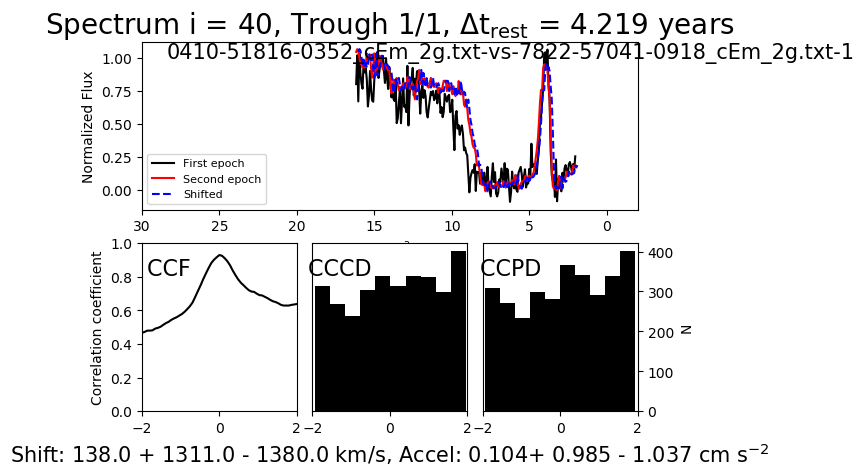 Spectrum i = 40, Trough 1/1, Δt_rest = 4.219 years
0410-51816-0352_cEm_2g.txt-vs-7822-57041-0918_cEm_2g.txt-1
Normalized Flux
1.00
0.75
0.50
0.25
0.00
First epoch
Second epoch
Shifted
30 25 20 15 10 5 0
Correlation coefficient
1.0
0.8
0.6
0.4
0.2
0.0
CCF
CCCD
CCPD
400
300
200
100
0
N
−2 0 2 −2 0 2 −2 0 2
Shift: 138.0 + 1311.0 - 1380.0 km/s, Accel: 0.104+ 0.985 - 1.037 cm s⁻²